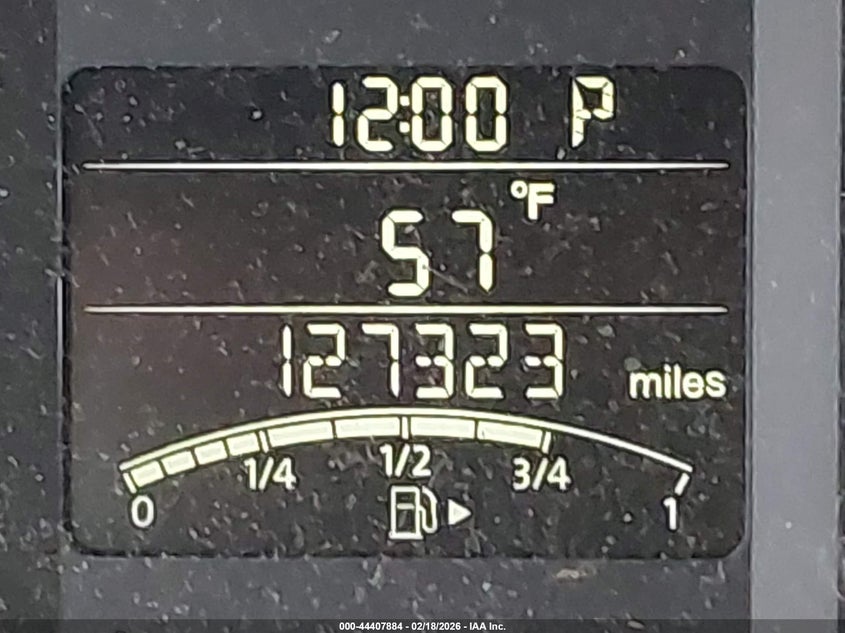 12:00 P
°F
57
127323 miles
0 1/4 1/2 3/4 1
000-44407884 - 02/18/2026 - IAA Inc.